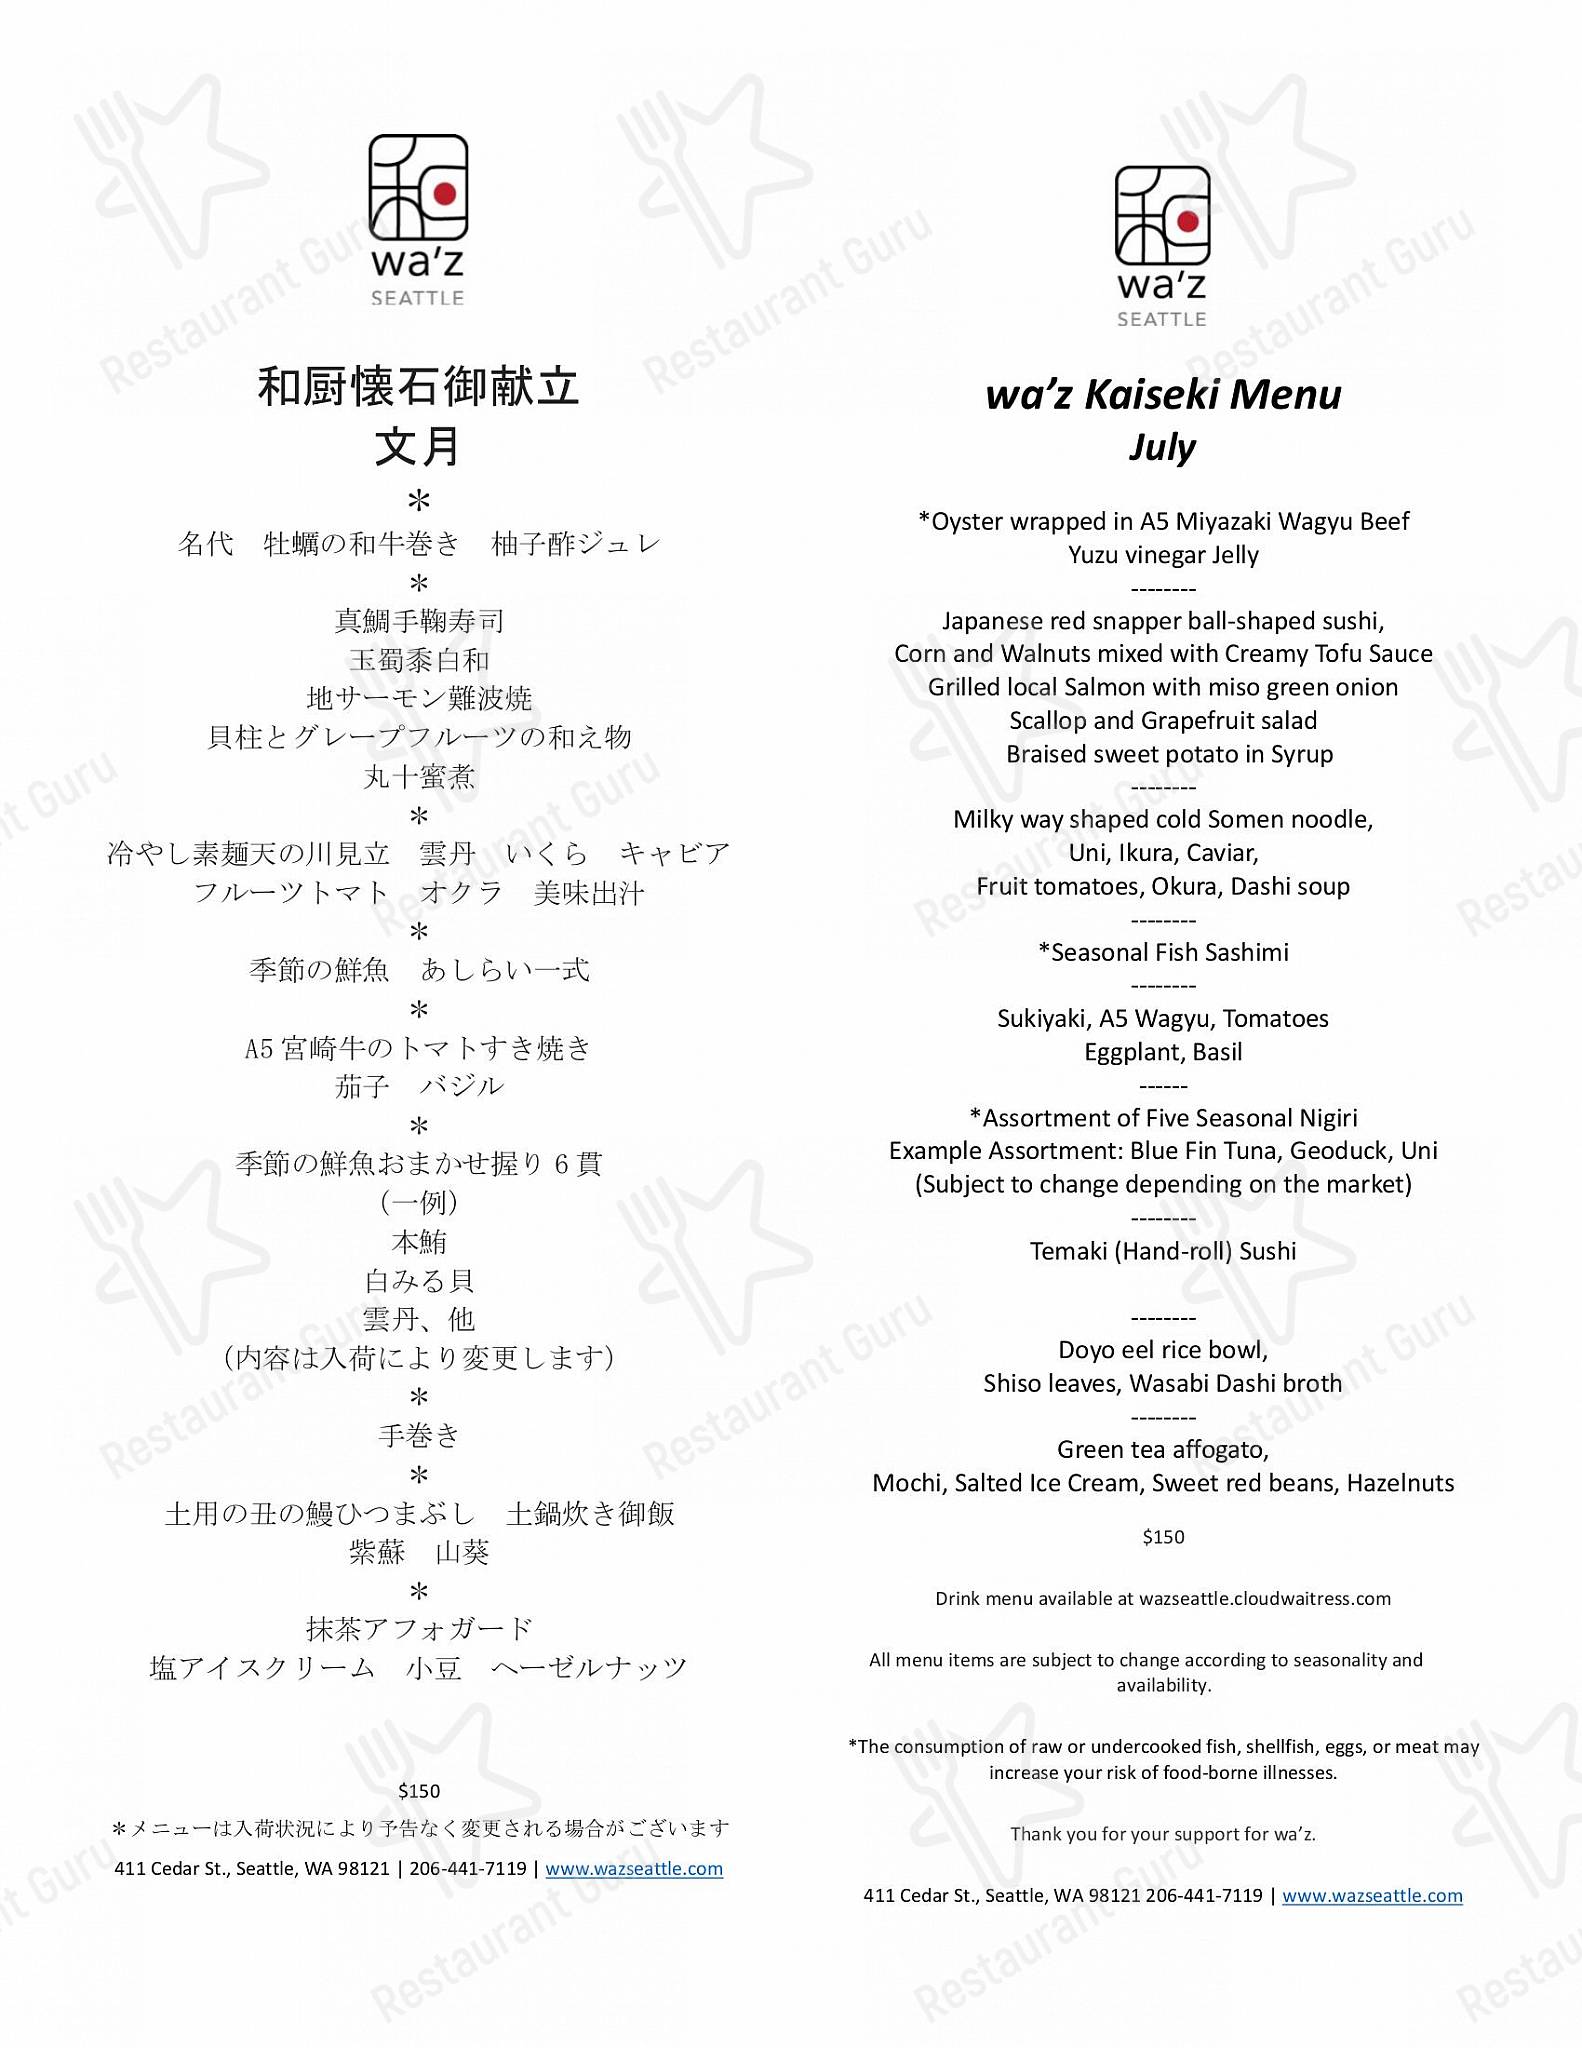 wa'z
SEATTLE
和厨懐石御献立
文月
＊
名代　牡蠣の和牛巻き　柚子酢ジュレ
＊
真鯛手鞠寿司
玉蜀黍白和
地サーモン難波焼
貝柱とグレープフルーツの和え物
丸十蜜煮
＊
冷やし素麺天の川見立　雲丹　いくら　キャビア
フルーツトマト　オクラ　美味出汁
＊
季節の鮮魚　あしらい一式
＊
A5 宮崎牛のトマトすき焼き
茄子　バジル
＊
季節の鮮魚おまかせ握り 6 貫
（一例）
本鮪
白みる貝
雲丹、他
（内容は入荷により変更します）
＊
手巻き
＊
土用の丑の鰻ひつまぶし　土鍋炊き御飯
紫蘇　山葵
＊
抹茶アフォガード
塩アイスクリーム　小豆　ヘーゼルナッツ
$150
＊メニューは入荷状況により予告なく変更される場合がございます
411 Cedar St., Seattle, WA 98121 | 206-441-7119 | www.wazseattle.com
wa'z
SEATTLE
wa'z Kaiseki Menu
July
*Oyster wrapped in A5 Miyazaki Wagyu Beef
Yuzu vinegar Jelly
--------
Japanese red snapper ball-shaped sushi,
Corn and Walnuts mixed with Creamy Tofu Sauce
Grilled local Salmon with miso green onion
Scallop and Grapefruit salad
Braised sweet potato in Syrup
--------
Milky way shaped cold Somen noodle,
Uni, Ikura, Caviar,
Fruit tomatoes, Okura, Dashi soup
--------
*Seasonal Fish Sashimi
--------
Sukiyaki, A5 Wagyu, Tomatoes
Eggplant, Basil
------
*Assortment of Five Seasonal Nigiri
Example Assortment: Blue Fin Tuna, Geoduck, Uni
(Subject to change depending on the market)
--------
Temaki (Hand-roll) Sushi
--------
Doyo eel rice bowl,
Shiso leaves, Wasabi Dashi broth
--------
Green tea affogato,
Mochi, Salted Ice Cream, Sweet red beans, Hazelnuts
$150
Drink menu available at wazseattle.cloudwaitress.com
All menu items are subject to change according to seasonality and
availability.
*The consumption of raw or undercooked fish, shellfish, eggs, or meat may
increase your risk of food-borne illnesses.
Thank you for your support for wa'z.
411 Cedar St., Seattle, WA 98121 206-441-7119 | www.wazseattle.com
Restaurant Guru